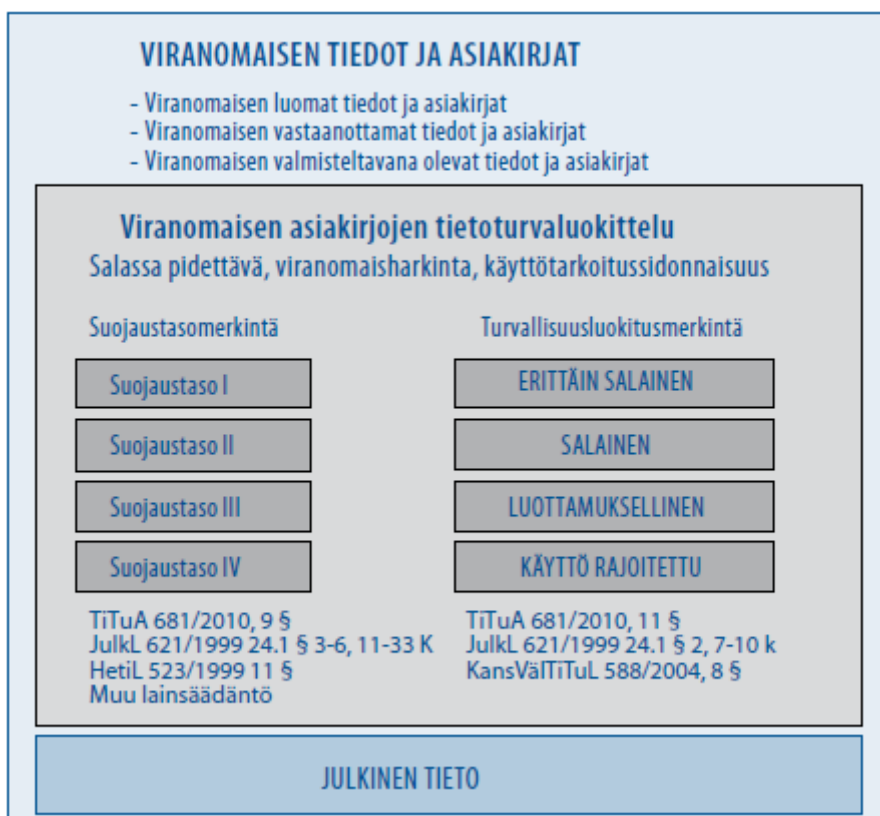 VIRANOMAISEN TIEDOT JA ASIAKIRJAT
- Viranomaisen luomat tiedot ja asiakirjat
- Viranomaisen vastaanottamat tiedot ja asiakirjat
- Viranomaisen valmisteltavana olevat tiedot ja asiakirjat
Viranomaisen asiakirjojen tietoturvaluokittelu
Salassa pidettävä, viranomaisharkinta, käyttötarkoitussidonnaisuus
Suojaustasomerkintä
Suojaustaso I
Suojaustaso II
Suojaustaso III
Suojaustaso IV
TiTuA 681/2010, 9 §
JulkL 621/1999 24.1 § 3-6, 11-33 K
HetiL 523/1999 11 §
Muu lainsäädäntö
Turvallisuusluokitusmerkintä
ERITTÄIN SALAINEN
SALAINEN
LUOTTAMUKSELLINEN
KÄYTTÖ RAJOITETTU
TiTuA 681/2010, 11 §
JulkL 621/1999 24.1 § 2, 7-10 k
KansVälTiTuL 588/2004, 8 §
JULKINEN TIETO